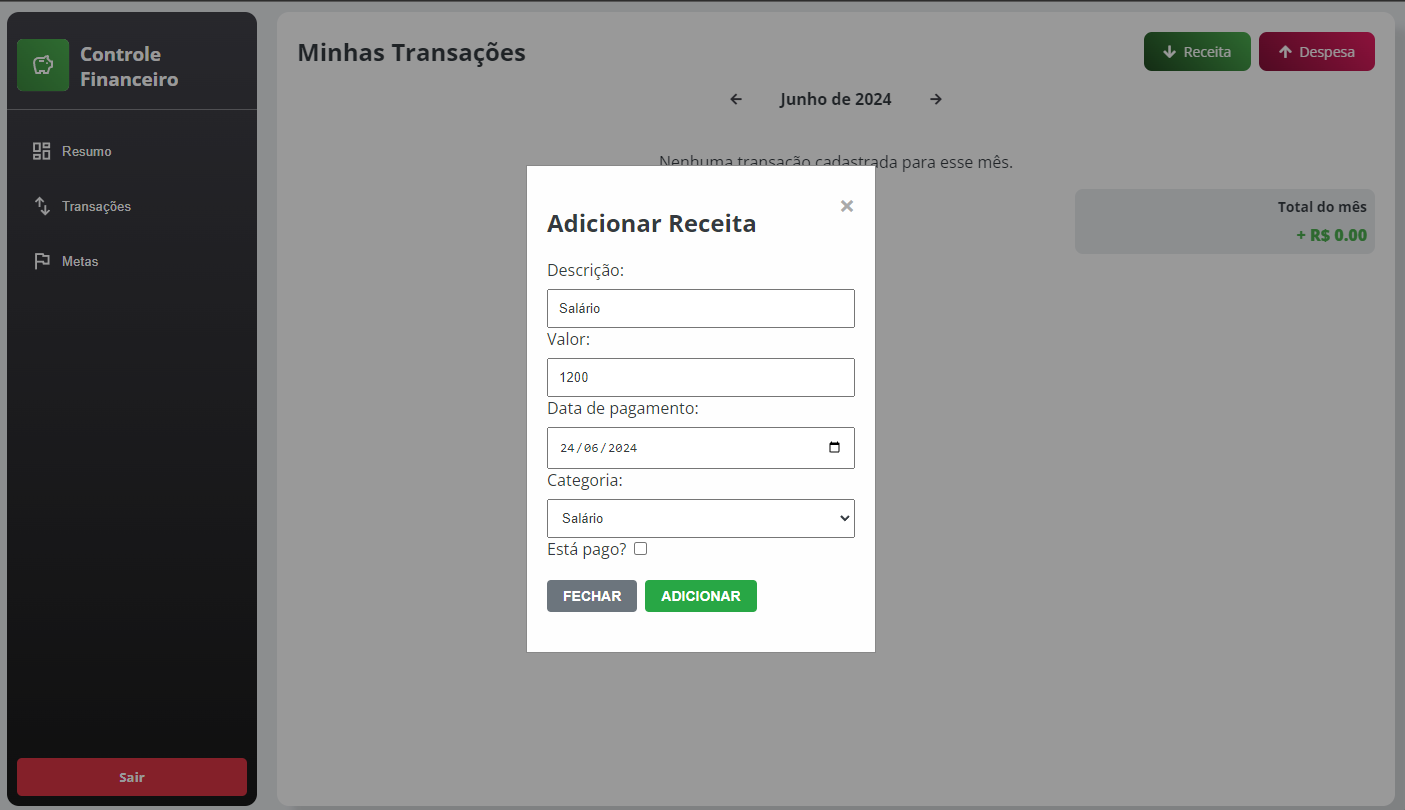 Controle
Financeiro
Resumo
Transações
Metas
Sair
Minhas Transações
Receita
Despesa
Junho de 2024
Nenhuma transação cadastrada para esse mês.
Total do mês
+ R$ 0.00
×
Adicionar Receita
Descrição:
Salário
Valor:
1200
Data de pagamento:
24/06/2024
Categoria:
Salário
Está pago?
FECHAR
ADICIONAR